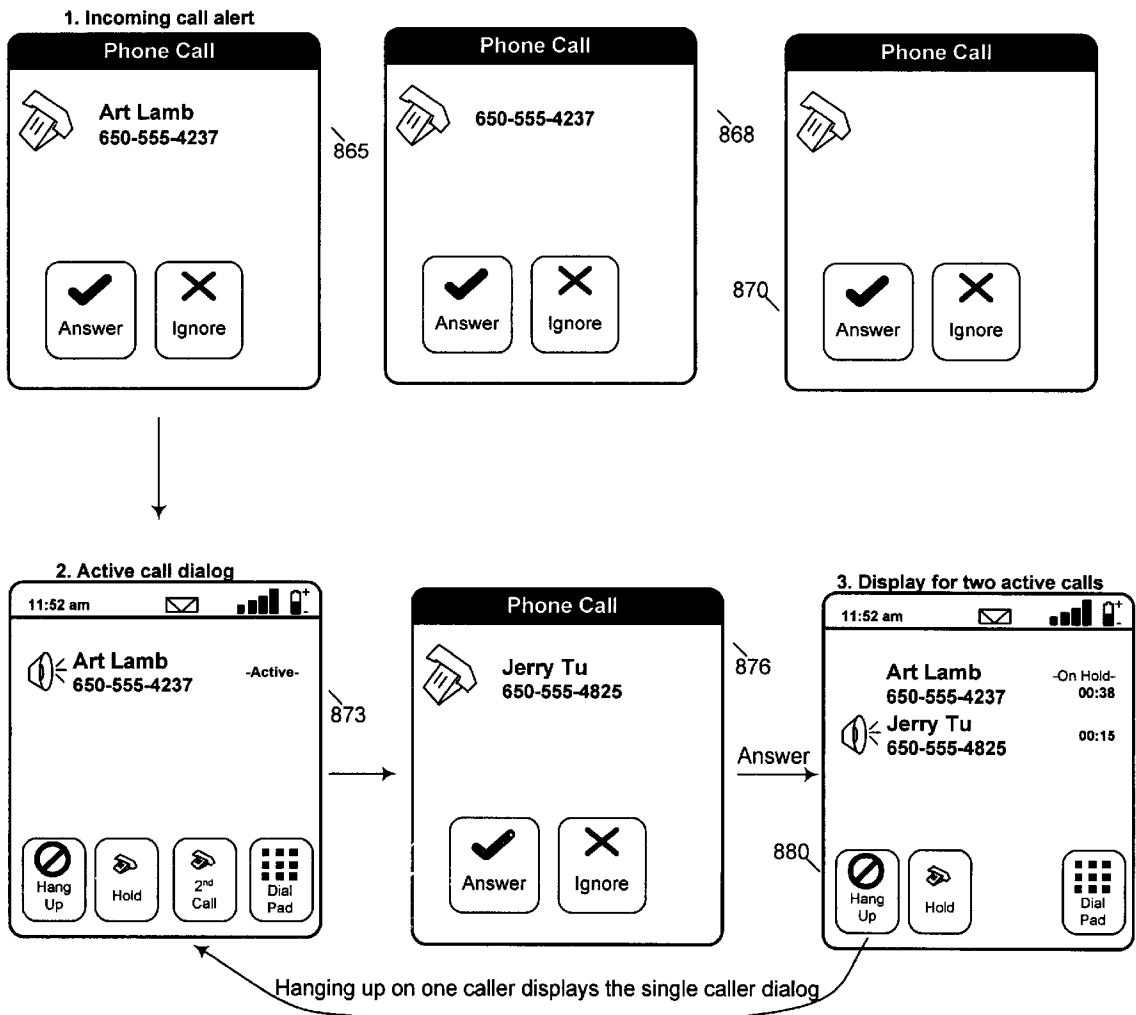 1. Incoming call alert
Phone Call
Art Lamb
650-555-4237
Answer
Ignore
865
Phone Call
650-555-4237
Answer
Ignore
868
Phone Call
870
Answer
Ignore
2. Active call dialog
11:52 am
Art Lamb
650-555-4237
-Active-
Hang
Up
Hold
2nd
Call
Dial
Pad
873
Phone Call
Jerry Tu
650-555-4825
Answer
Ignore
876
Answer
3. Display for two active calls
11:52 am
Art Lamb
-On Hold-
650-555-4237
00:38
Jerry Tu
650-555-4825
00:15
880
Hang
Up
Hold
Dial
Pad
Hanging up on one caller displays the single caller dialog